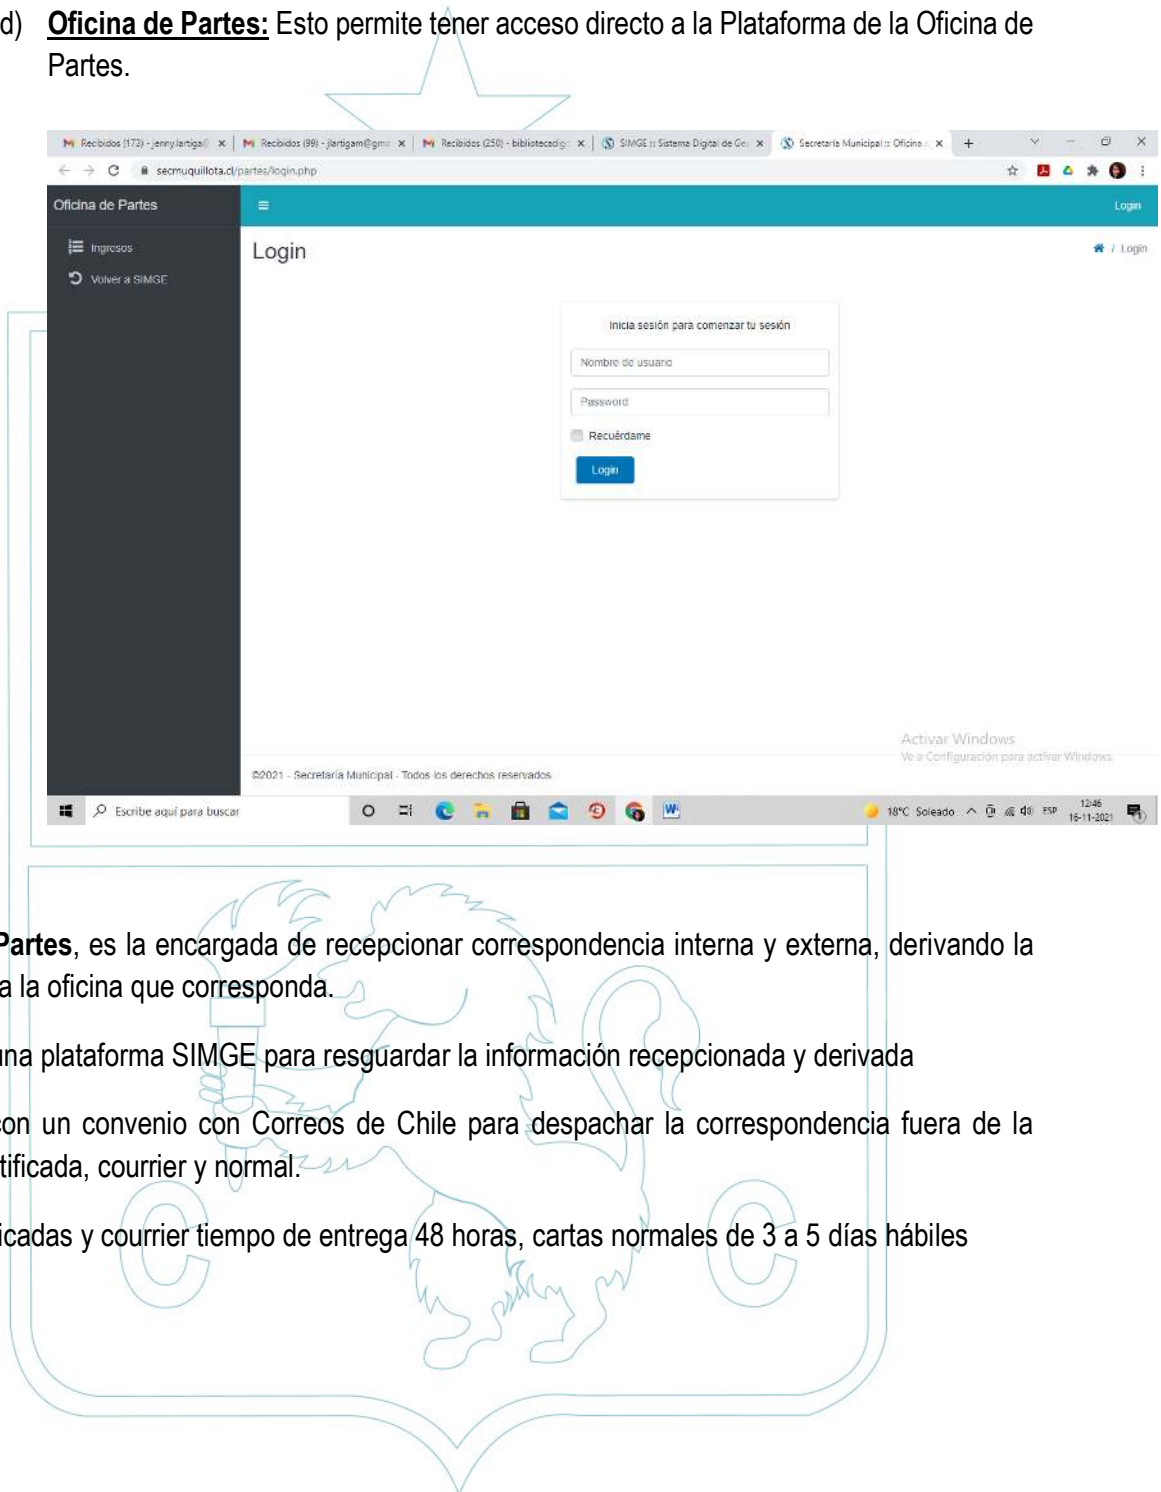 d) Oficina de Partes: Esto permite tener acceso directo a la Plataforma de la Oficina de
Partes.
Recibidos (173) - jenny.lartiga
Recibidos (99) - jlartigam@gm
Recibidos (250) - bibliotecadig
SIMGE :: Sistema Digital de Ge
Secretaria Municipal :: Oficina
secmuquillota.cl/partes/login.php
Oficina de Partes
Login
Ingresos
Volver a SIMGE
Login
/ Login
Inicia sesión para comenzar tu sesión
Nombre de usuario
Password
Recuérdame
Login
Activar Windows
Ve a Configuración para activar Windows.
©2021 - Secretaría Municipal - Todos los derechos reservados
Escribe aquí para buscar
18°C Soleado
ESP
12:46
16-11-2021
Partes, es la encargada de recepcionar correspondencia interna y externa, derivando la
a la oficina que corresponda.
una plataforma SIMGE para resguardar la información recepcionada y derivada
con un convenio con Correos de Chile para despachar la correspondencia fuera de la
tificada, courrier y normal.
icadas y courrier tiempo de entrega 48 horas, cartas normales de 3 a 5 días hábiles
C C